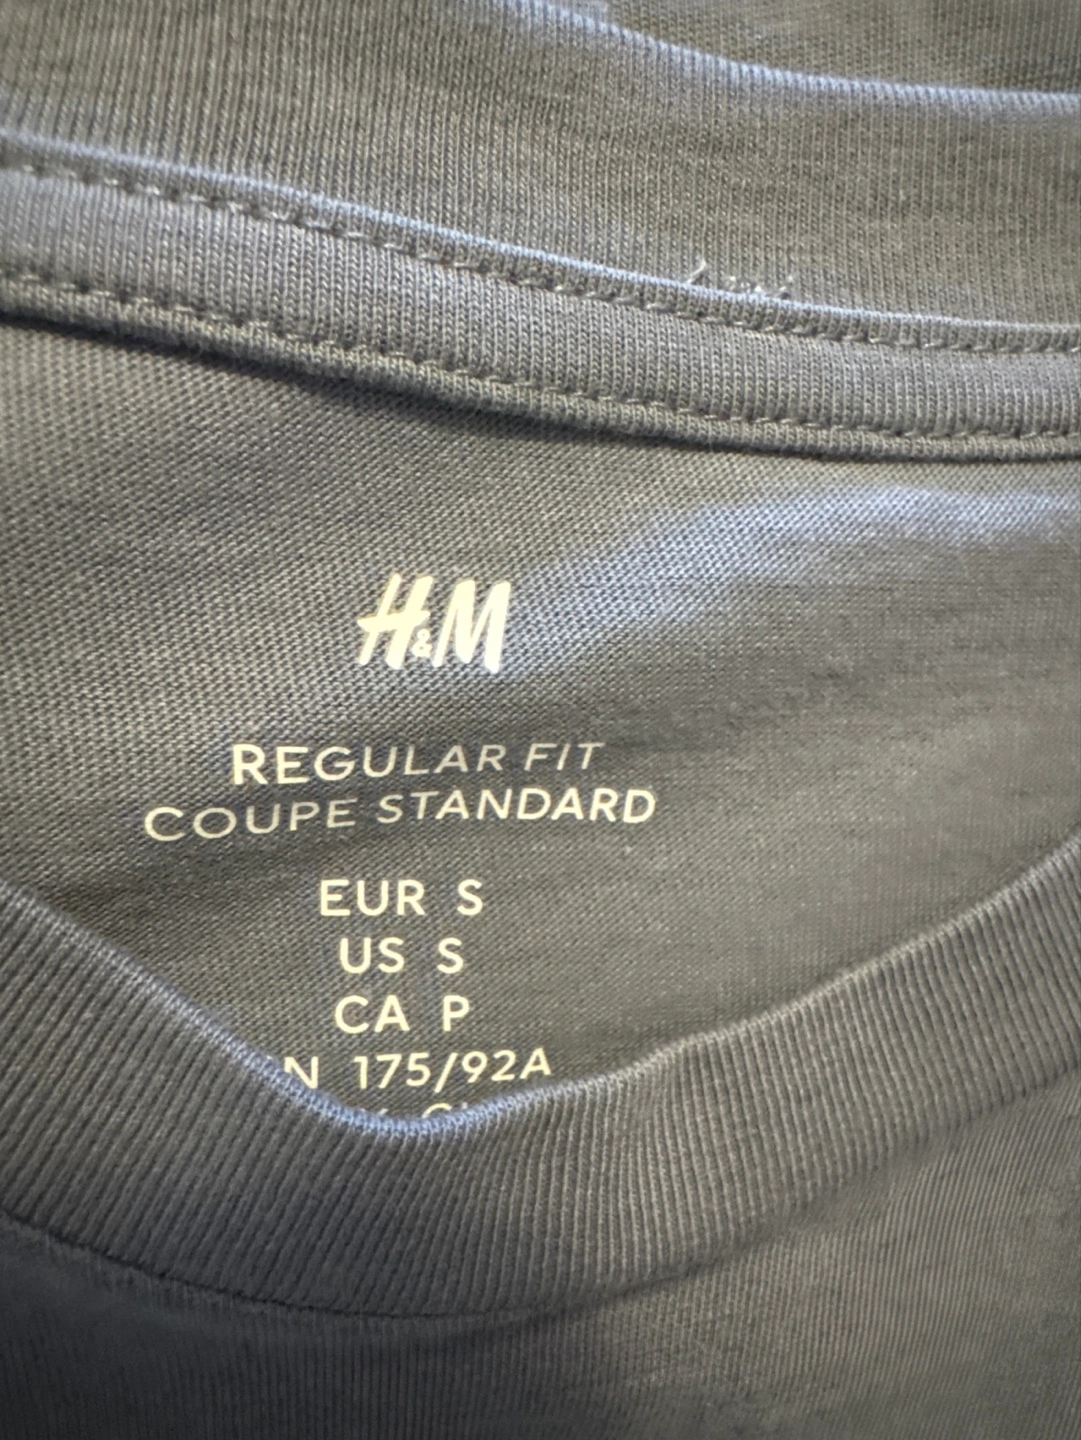 H&M
REGULAR FIT
COUPE STANDARD
EUR S
US S
CA P
175/92A